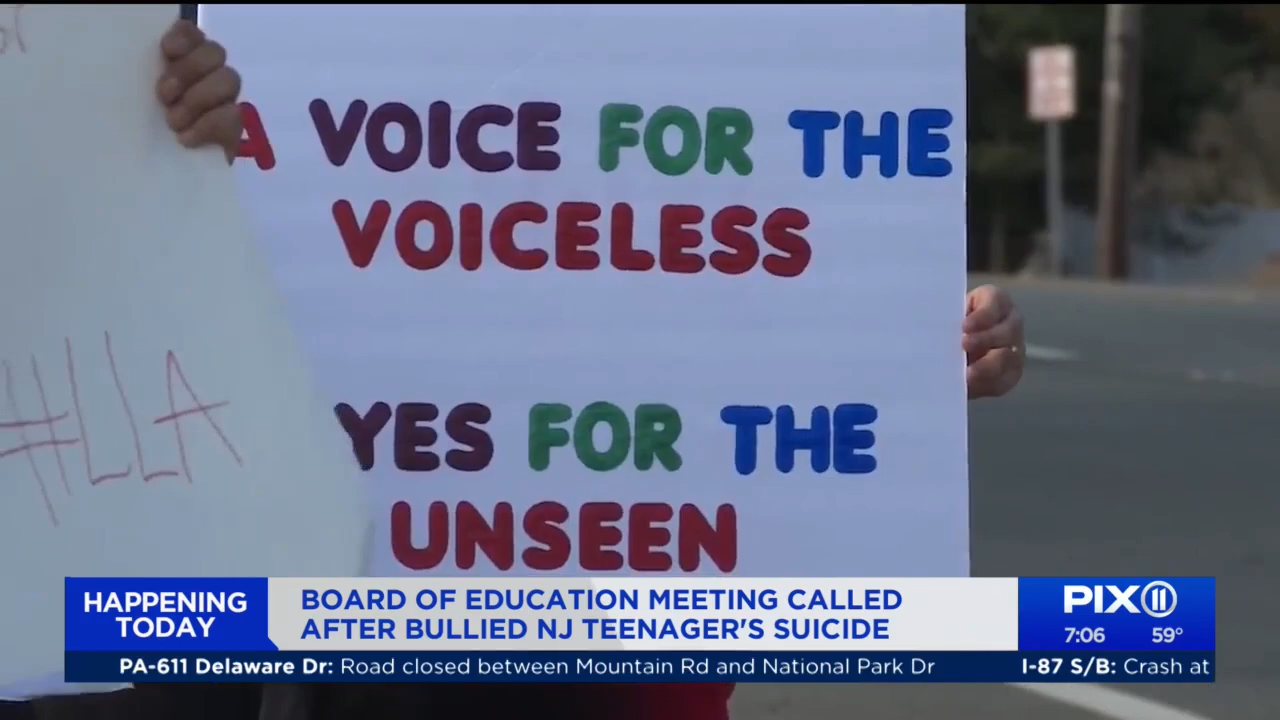 A VOICE FOR THE
VOICELESS
YES FOR THE
UNSEEN
#LLA
HAPPENING
TODAY
BOARD OF EDUCATION MEETING CALLED
AFTER BULLIED NJ TEENAGER'S SUICIDE
PIX11
7:06 59°
PA-611 Delaware Dr: Road closed between Mountain Rd and National Park Dr I-87 S/B: Crash at